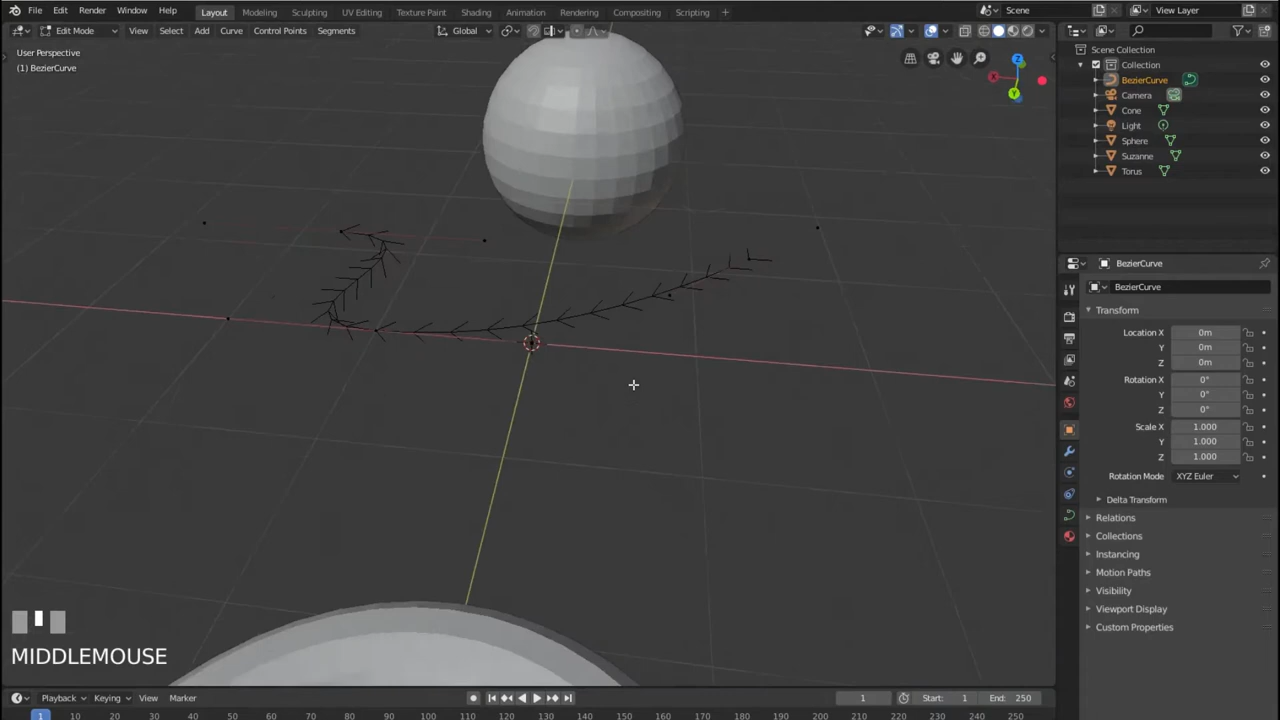 File Edit Render Window Help Layout Modeling Sculpting UV Editing Texture Paint Shading Animation Rendering Compositing Scripting + Scene View Layer
Edit Mode View Select Add Curve Control Points Segments Global
User Perspective
(1) BezierCurve
Z
X
Y
Scene Collection
Collection
BezierCurve
Camera
Cone
Light
Sphere
Suzanne
Torus
BezierCurve
BezierCurve
Transform
Location X 0m
Y 0m
Z 0m
Rotation X 0°
Y 0°
Z 0°
Scale X 1.000
Y 1.000
Z 1.000
Rotation Mode XYZ Euler
Delta Transform
Relations
Collections
Instancing
Motion Paths
Visibility
Viewport Display
Custom Properties
MIDDLEMOUSE
Playback Keying View Marker 1 Start: 1 End: 250
1 10 20 30 40 50 60 70 80 90 100 110 120 130 140 150 160 170 180 190 200 210 220 230 240 250